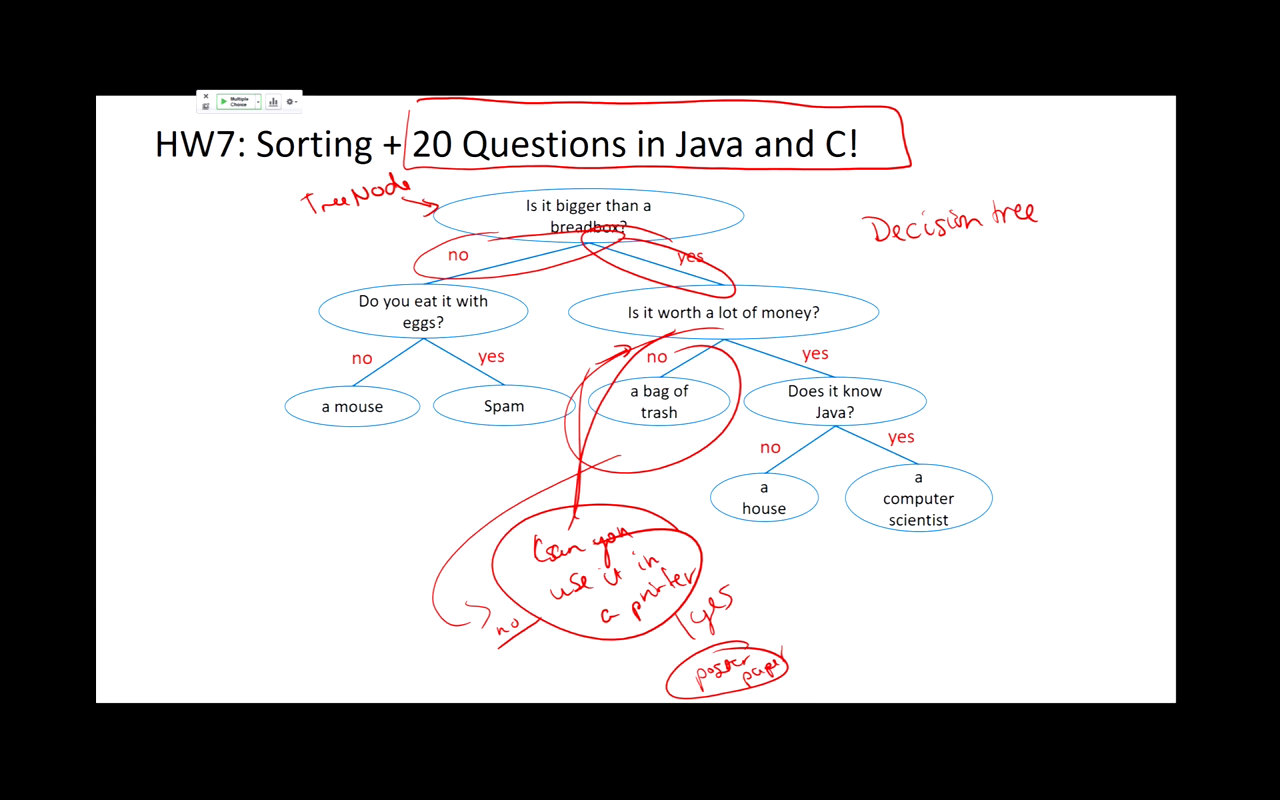 Multiple
Choice
HW7: Sorting + 20 Questions in Java and C!
TreeNode
Is it bigger than a
breadbox?
Decision tree
no
yes
Do you eat it with
eggs?
Is it worth a lot of money?
no
yes
no
yes
a mouse
Spam
a bag of
trash
Does it know
Java?
no
yes
a
house
a
computer
scientist
Can you
use it in
a printer
no
yes
poster
paper